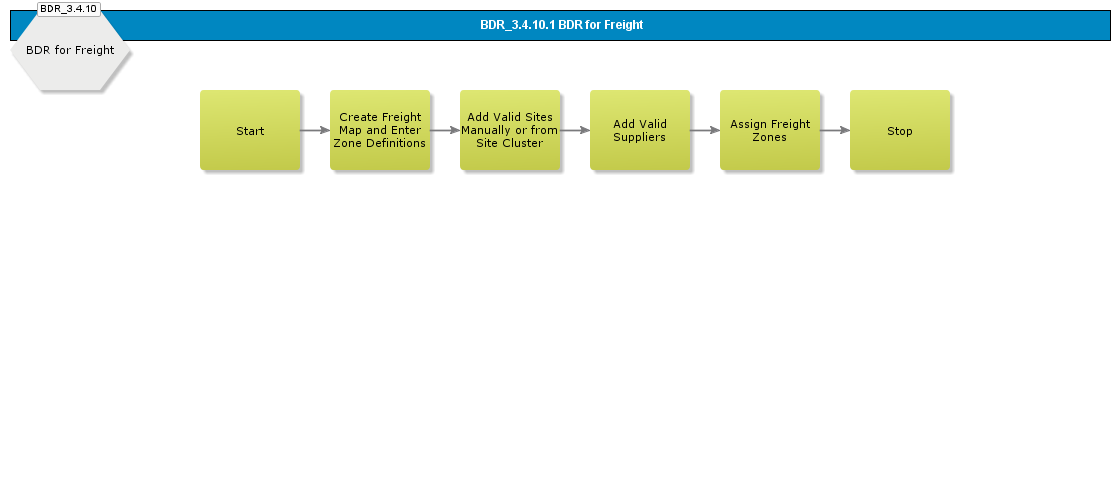 BDR_3.4.10
BDR_3.4.10.1 BDR for Freight
BDR for Freight
Start
Create Freight
Map and Enter
Zone Definitions
Add Valid Sites
Manually or from
Site Cluster
Add Valid
Suppliers
Assign Freight
Zones
Stop